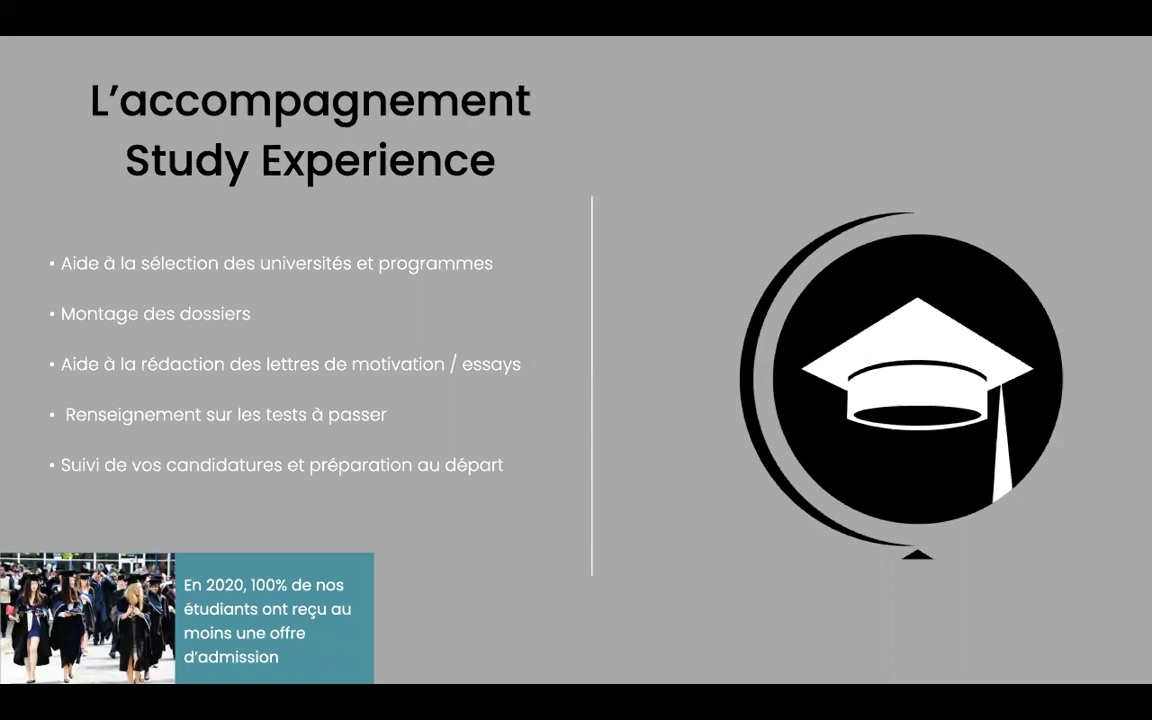 L’accompagnement
Study Experience
• Aide à la sélection des universités et programmes
• Montage des dossiers
• Aide à la rédaction des lettres de motivation / essays
• Renseignement sur les tests à passer
• Suivi de vos candidatures et préparation au départ
En 2020, 100% de nos
étudiants ont reçu au
moins une offre
d’admission